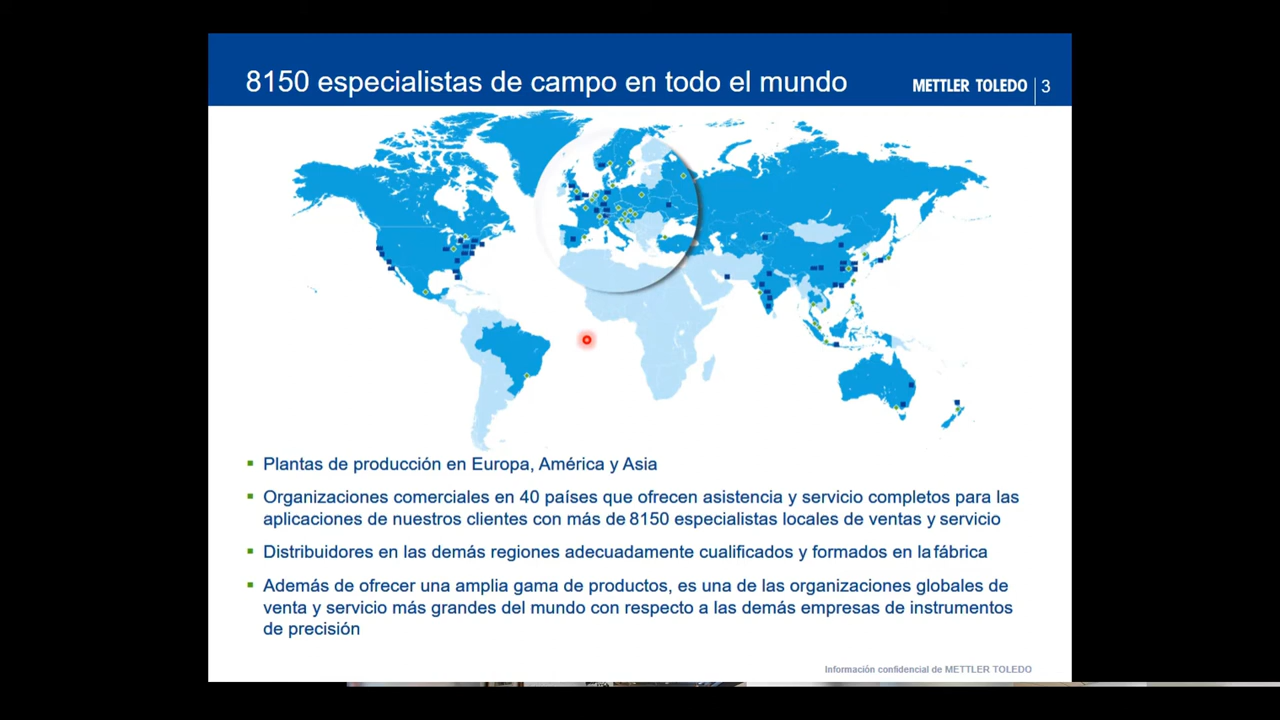 8150 especialistas de campo en todo el mundo
METTLER TOLEDO 3
Plantas de producción en Europa, América y Asia
Organizaciones comerciales en 40 países que ofrecen asistencia y servicio completos para las
aplicaciones de nuestros clientes con más de 8150 especialistas locales de ventas y servicio
Distribuidores en las demás regiones adecuadamente cualificados y formados en la fábrica
Además de ofrecer una amplia gama de productos, es una de las organizaciones globales de
venta y servicio más grandes del mundo con respecto a las demás empresas de instrumentos
de precisión
Información confidencial de METTLER TOLEDO